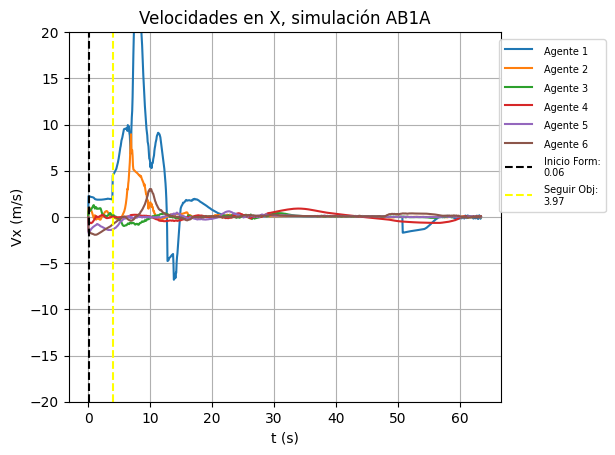 Velocidades en X, simulación AB1A
20
15
10
5
0
−5
−10
−15
−20
Vx (m/s)
0
10
20
30
40
50
60
t (s)
Agente 1
Agente 2
Agente 3
Agente 4
Agente 5
Agente 6
Inicio Form:
0.06
Seguir Obj:
3.97